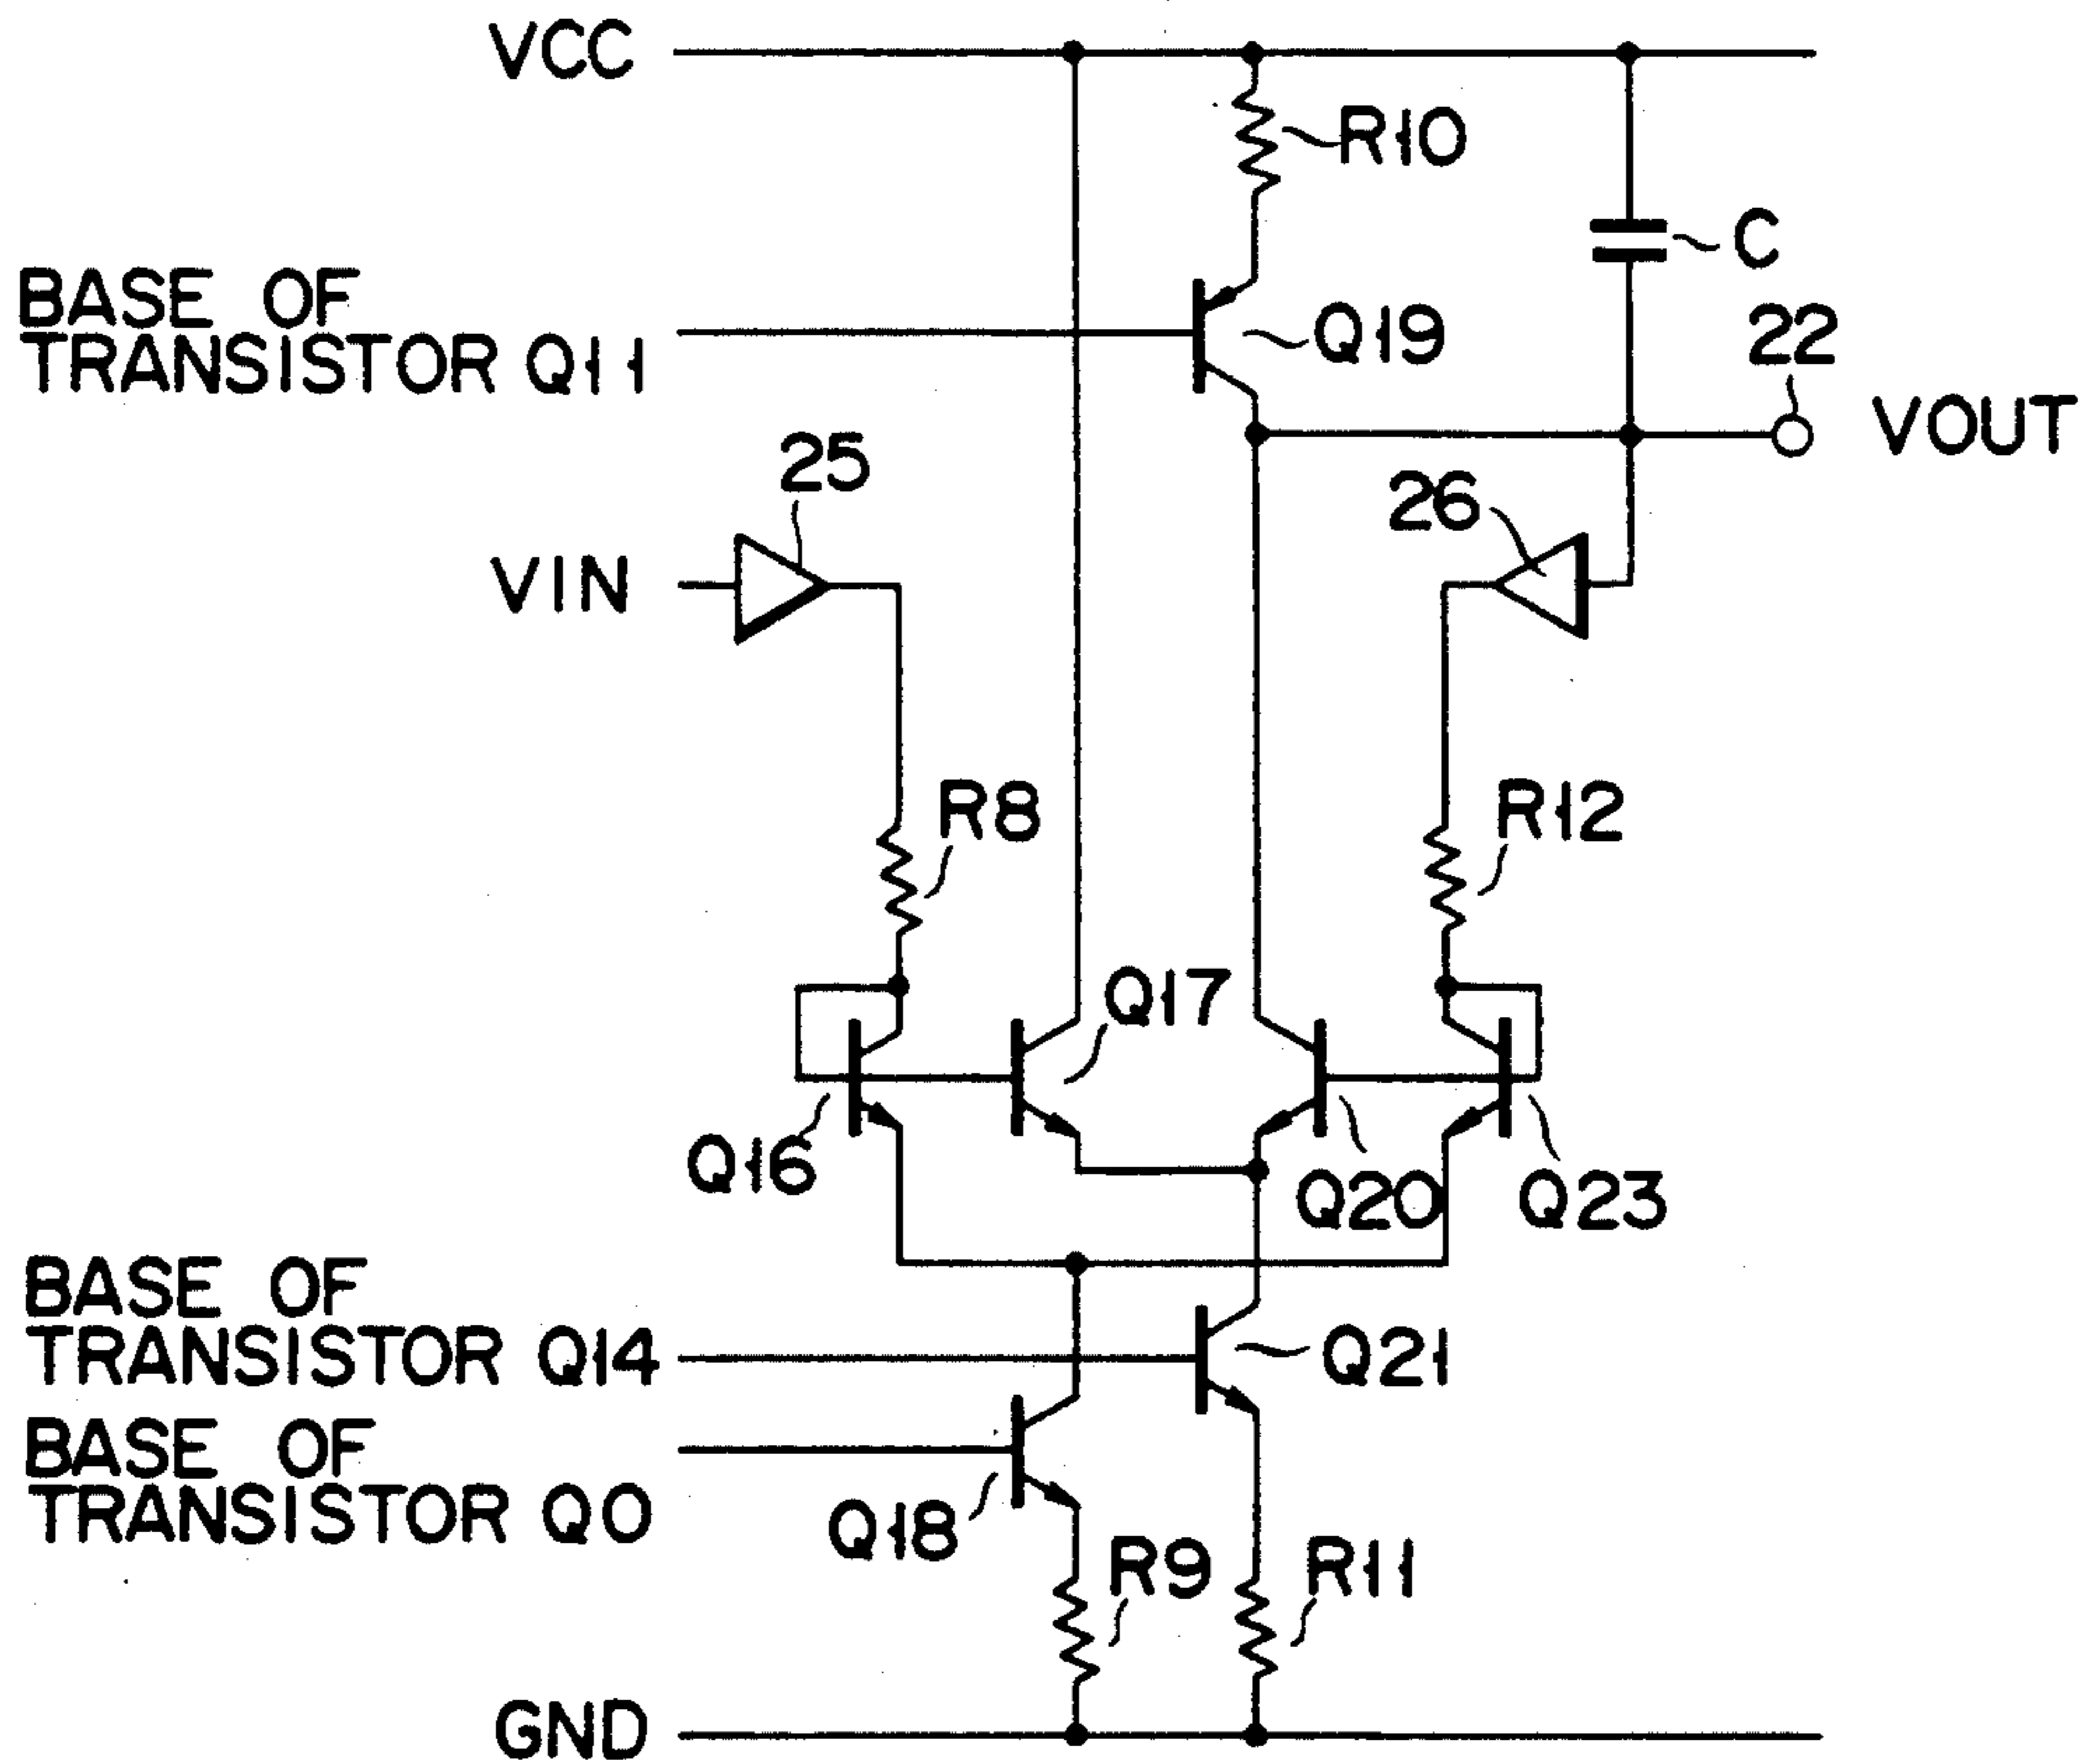 VCC
R10
C
BASE OF
TRANSISTOR Q11
Q19
22
VOUT
25
26
VIN
R8
R12
Q17
Q16
Q20
Q23
BASE OF
TRANSISTOR Q14
Q21
BASE OF
TRANSISTOR Q0
Q18
R9
R11
GND